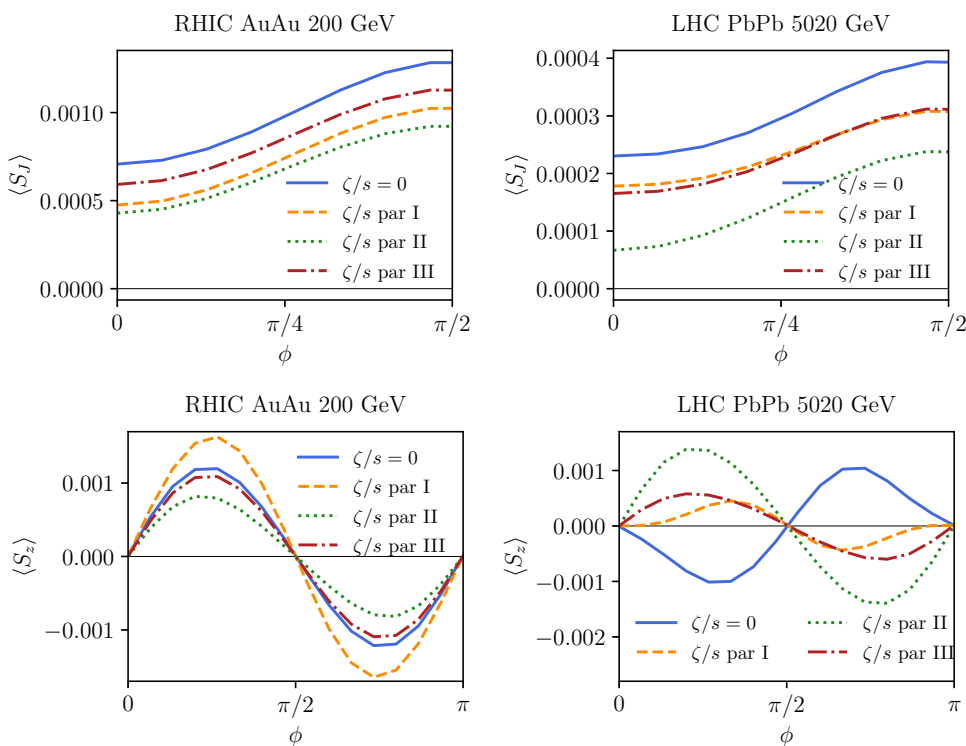 RHIC AuAu 200 GeV
⟨S_J⟩
0.0010
0.0005
0.0000
ζ/s = 0
ζ/s par I
ζ/s par II
ζ/s par III
0
π/4
π/2
ϕ
LHC PbPb 5020 GeV
⟨S_J⟩
0.0004
0.0003
0.0002
0.0001
0.0000
ζ/s = 0
ζ/s par I
ζ/s par II
ζ/s par III
0
π/4
π/2
ϕ
RHIC AuAu 200 GeV
⟨S_z⟩
0.001
0.000
−0.001
ζ/s = 0
ζ/s par I
ζ/s par II
ζ/s par III
0
π/2
π
ϕ
LHC PbPb 5020 GeV
⟨S_z⟩
0.001
0.000
−0.001
−0.002
ζ/s = 0
ζ/s par I
ζ/s par II
ζ/s par III
0
π/2
π
ϕ